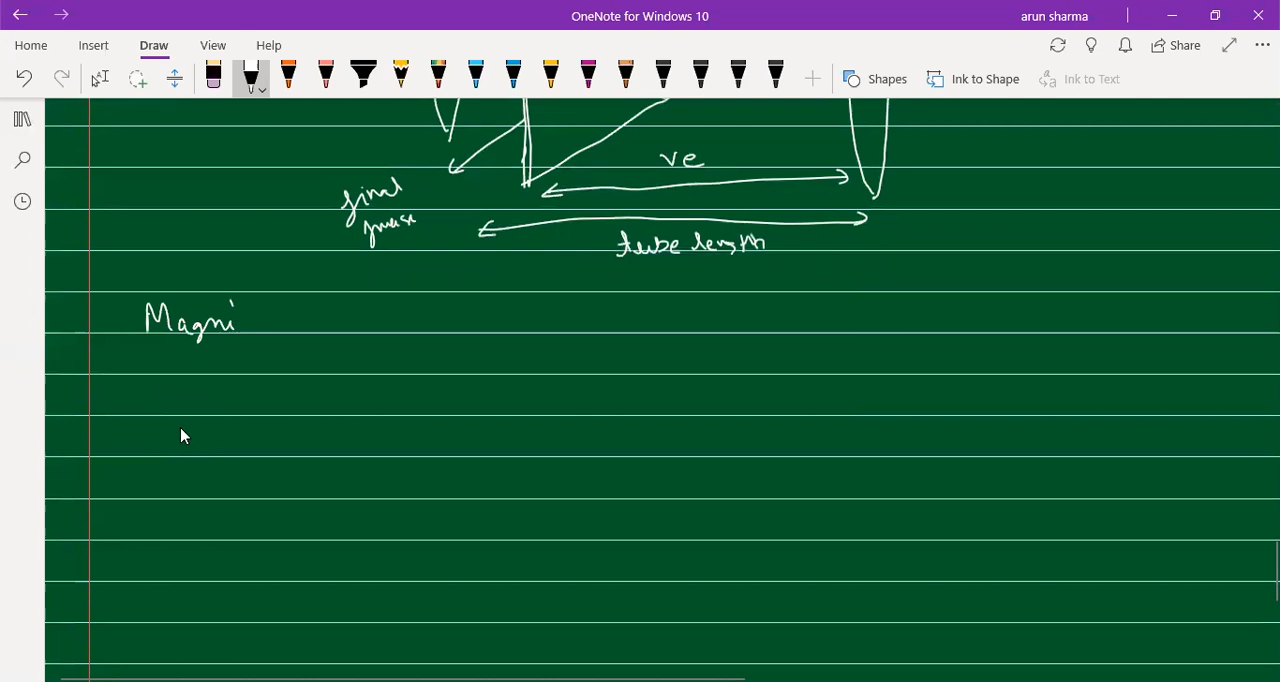 OneNote for Windows 10
arun sharma
Home Insert Draw View Help
Share
Shapes
Ink to Shape
Ink to Text
ve
final
tube length
Magni